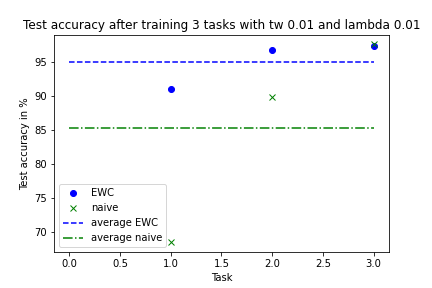 Test accuracy after training 3 tasks with tw 0.01 and lambda 0.01
Test accuracy in %
95
90
85
80
75
70
EWC
naive
average EWC
average naive
0.0 0.5 1.0 1.5 2.0 2.5 3.0
Task